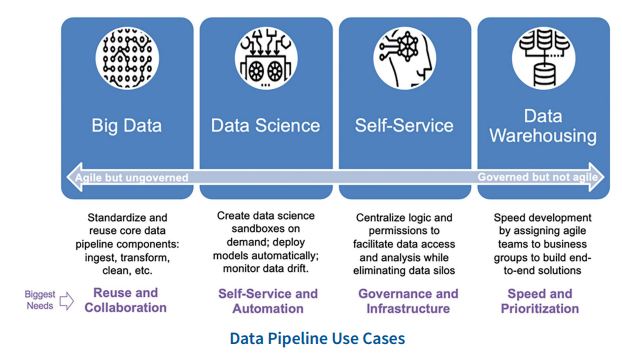 Big Data
Data Science
Self-Service
Data
Warehousing
Agile but ungoverned
Governed but not agile
Standardize and
reuse core data
pipeline components:
ingest, transform,
clean, etc.
Create data science
sandboxes on
demand; deploy
models automatically;
monitor data drift.
Centralize logic and
permissions to
facilitate data access
and analysis while
eliminating data silos
Speed development
by assigning agile
teams to business
groups to build end-
to-end solutions
Biggest
Needs
Reuse and
Collaboration
Self-Service and
Automation
Governance and
Infrastructure
Speed and
Prioritization
Data Pipeline Use Cases